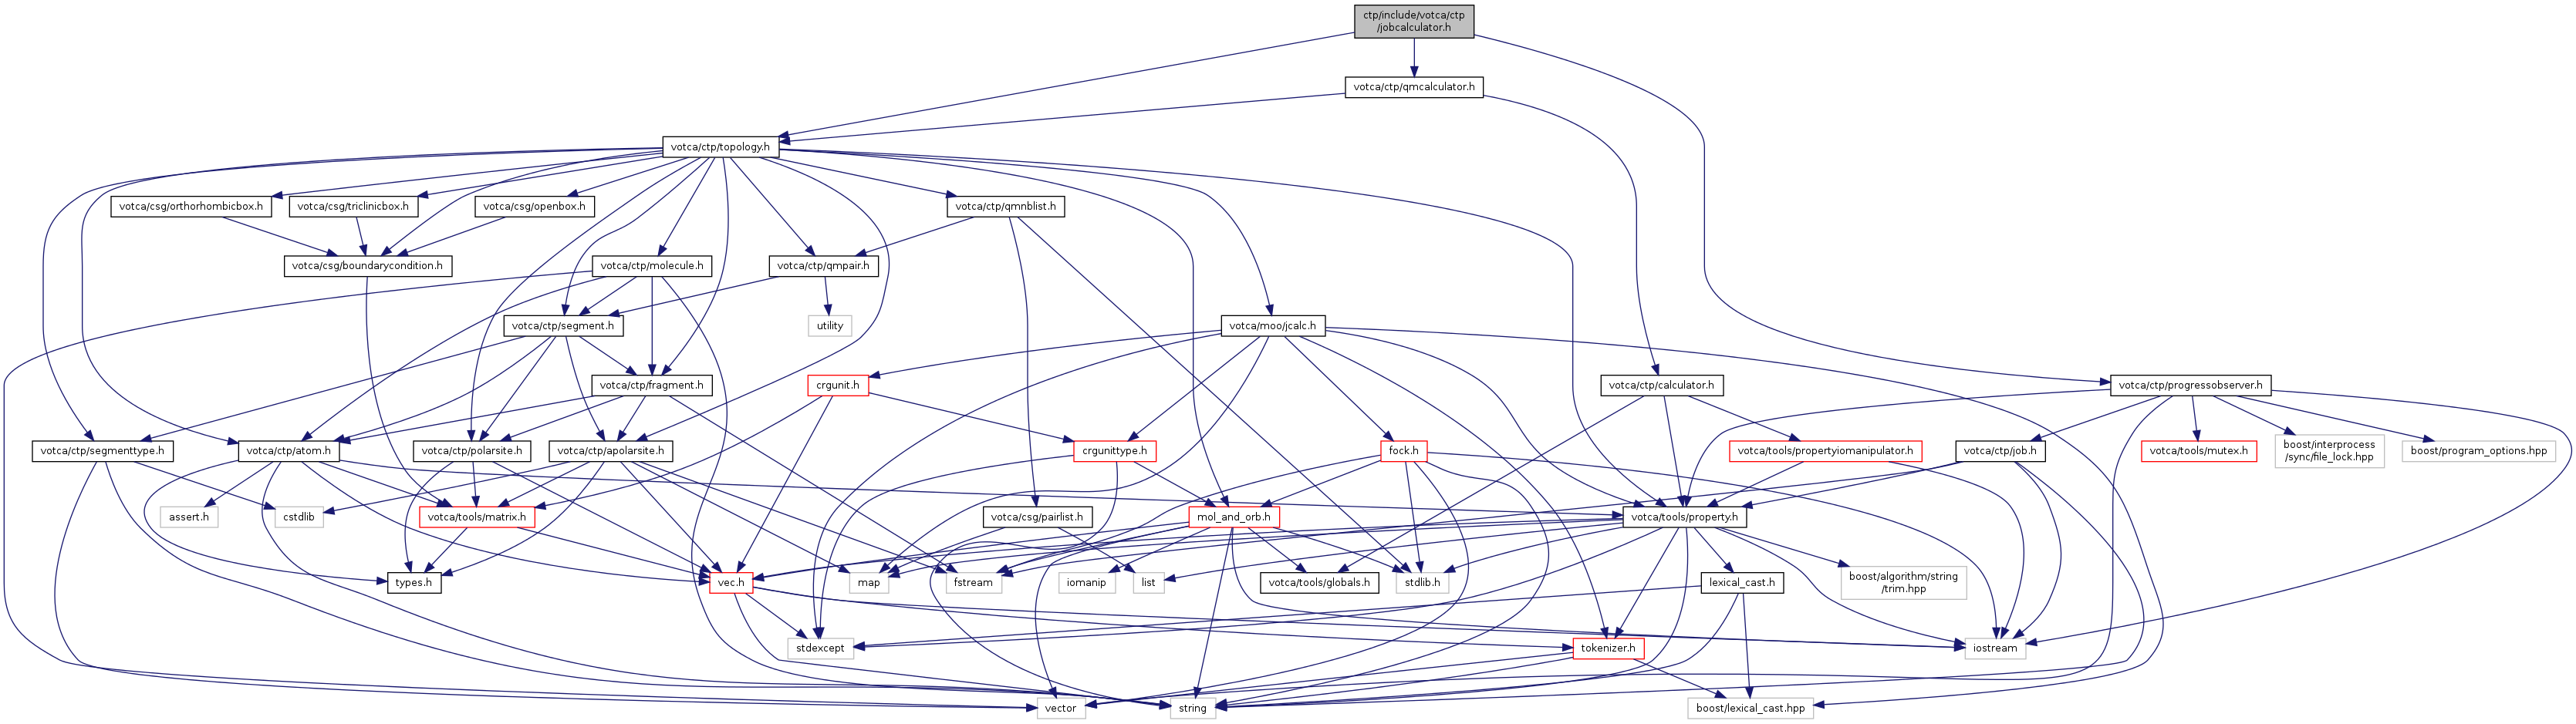 ctp/include/votca/ctp
/jobcalculator.h
votca/ctp/qmcalculator.h
votca/ctp/topology.h
votca/csg/orthorhombicbox.h
votca/csg/triclinicbox.h
votca/csg/openbox.h
votca/ctp/qmnblist.h
votca/csg/boundarycondition.h
votca/ctp/molecule.h
votca/ctp/qmpair.h
votca/ctp/segment.h
utility
votca/moo/jcalc.h
votca/ctp/fragment.h
crgunit.h
votca/ctp/calculator.h
votca/ctp/progressobserver.h
votca/ctp/segmenttype.h
votca/ctp/atom.h
votca/ctp/polarsite.h
votca/ctp/apolarsite.h
crgunittype.h
fock.h
votca/tools/propertyiomanipulator.h
votca/ctp/job.h
votca/tools/mutex.h
boost/interprocess
/sync/file_lock.hpp
boost/program_options.hpp
assert.h
cstdlib
votca/tools/matrix.h
votca/csg/pairlist.h
mol_and_orb.h
votca/tools/property.h
types.h
vec.h
map
fstream
iomanip
list
votca/tools/globals.h
stdlib.h
lexical_cast.h
boost/algorithm/string
/trim.hpp
stdexcept
tokenizer.h
iostream
vector
string
boost/lexical_cast.hpp